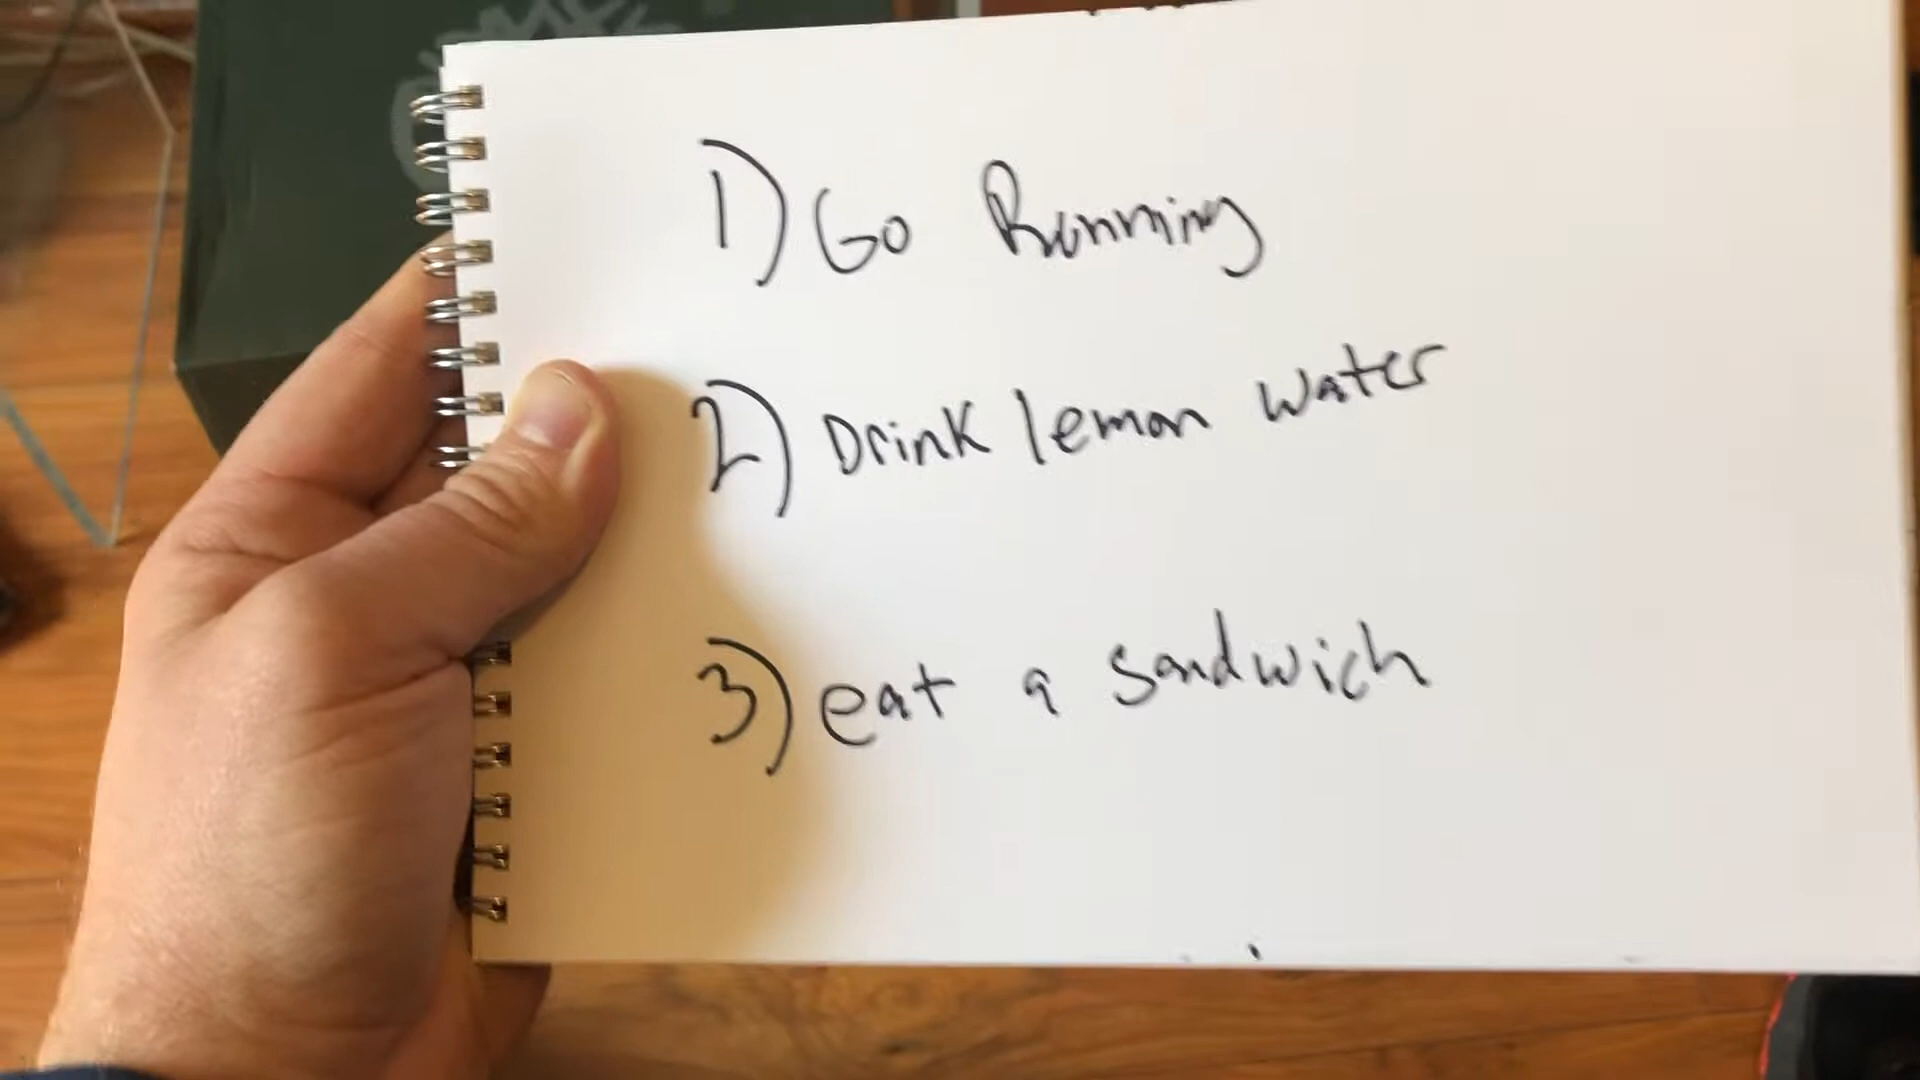 1) Go Running
2) Drink lemon water
3) eat a sandwich